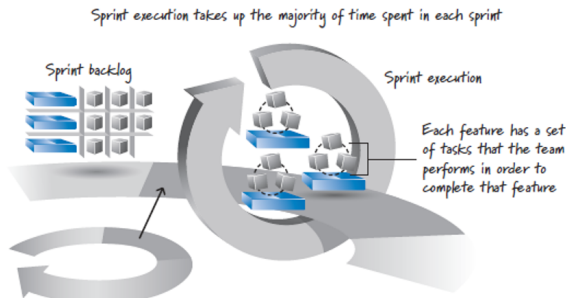 Sprint execution takes up the majority of time spent in each sprint
Sprint backlog
Sprint execution
Each feature has a set
of tasks that the team
performs in order to
complete that feature